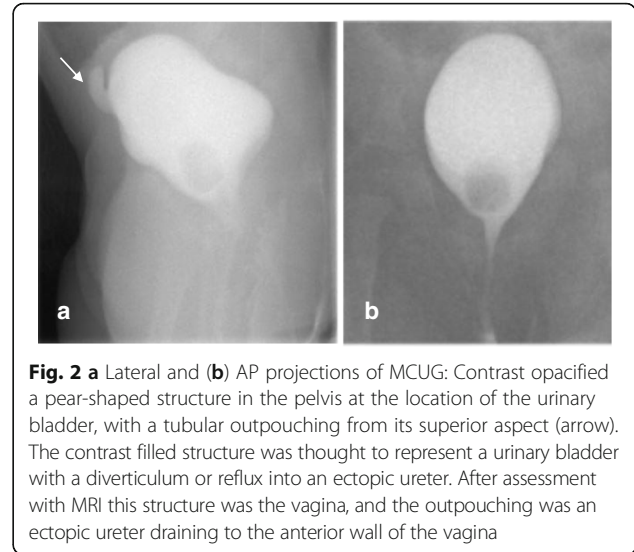 a
b
Fig. 2 a Lateral and (b) AP projections of MCUG: Contrast opacified
a pear-shaped structure in the pelvis at the location of the urinary
bladder, with a tubular outpouching from its superior aspect (arrow).
The contrast filled structure was thought to represent a urinary bladder
with a diverticulum or reflux into an ectopic ureter. After assessment
with MRI this structure was the vagina, and the outpouching was an
ectopic ureter draining to the anterior wall of the vagina